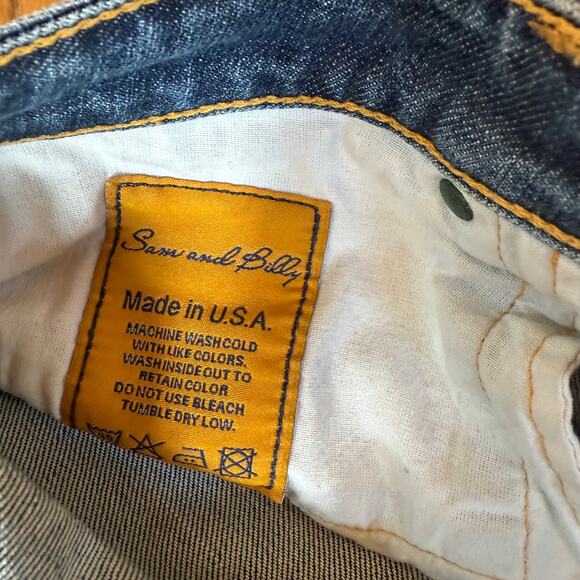 Sam and Billy
Made in U.S.A.
MACHINE WASH COLD
WITH LIKE COLORS.
WASH INSIDE OUT TO
RETAIN COLOR
DO NOT USE BLEACH
TUMBLE DRY LOW.